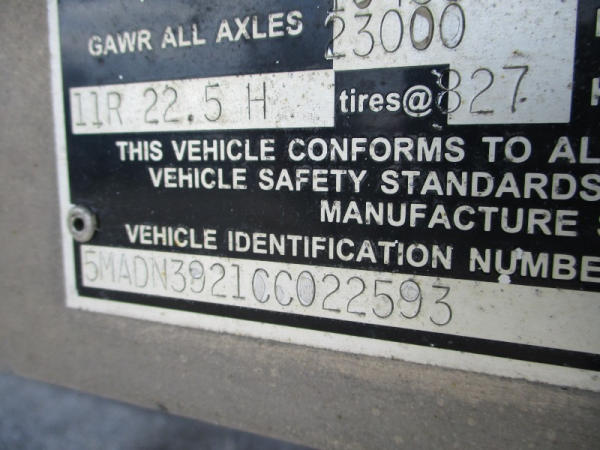 GAWR ALL AXLES 23000
11R 22.5 H tires@827
THIS VEHICLE CONFORMS TO AL
VEHICLE SAFETY STANDARDS
MANUFACTURE
VEHICLE IDENTIFICATION NUMBE
5MADN3921CC022593